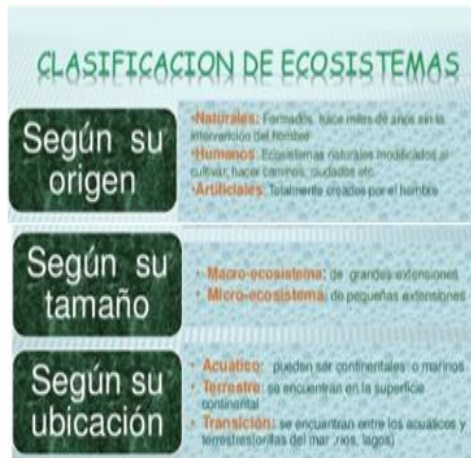 CLASIFICACION DE ECOSISTEMAS
Según su
origen
•Naturales: Formados hace miles de años sin la
intervención del hombre
•Humanos: Ecosistemas naturales modificados al
cultivar, hacer caminos, ciudades etc.
•Artificiales: Totalmente creados por el hombre
Según su
tamaño
• Macro-ecosistema: de grandes extensiones
• Micro-ecosistema: de pequeñas extensiones
Según su
ubicación
• Acuático: pueden ser continentales o marinos
• Terrestre: se encuentran en la superficie
continental
• Transición: se encuentran entre los acuáticos y
terrestres(orillas del mar ,rios, lagos)